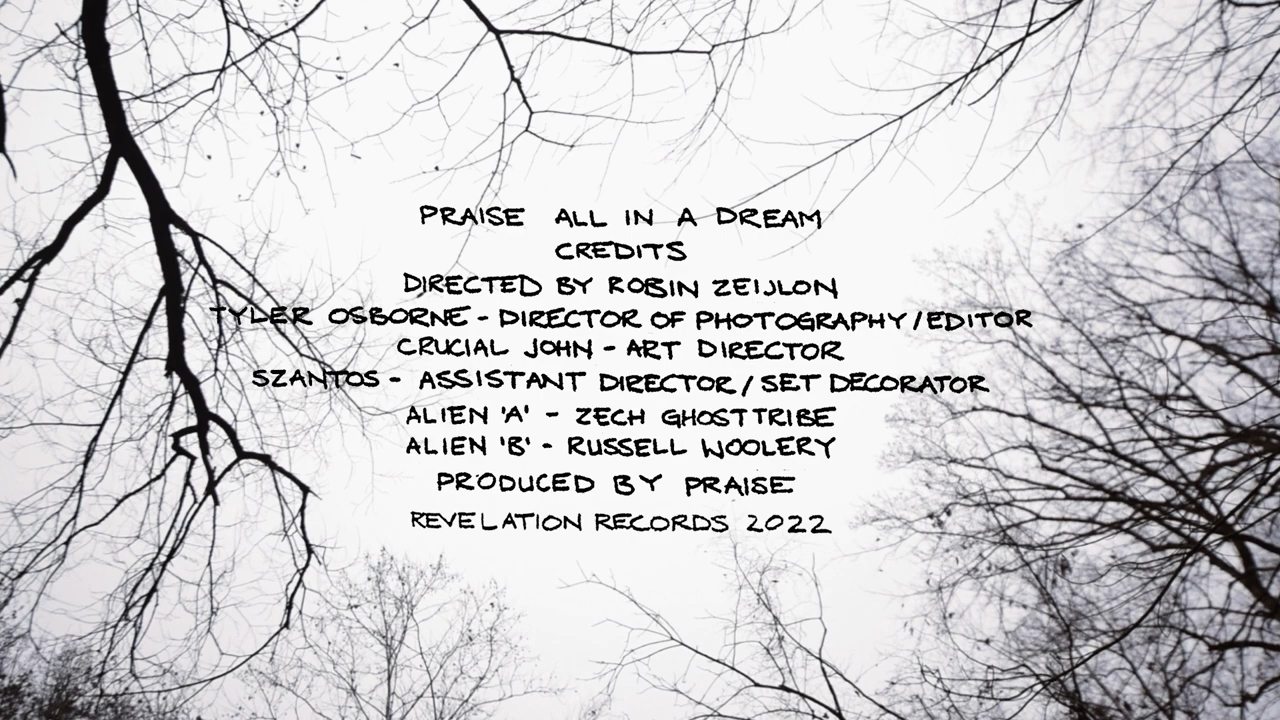 PRAISE ALL IN A DREAM
CREDITS
DIRECTED BY ROBIN ZEIJLON
TYLER OSBORNE - DIRECTOR OF PHOTOGRAPHY/EDITOR
CRUCIAL JOHN - ART DIRECTOR
SZANTOS - ASSISTANT DIRECTOR/SET DECORATOR
ALIEN 'A' - ZECH GHOSTTRIBE
ALIEN 'B' - RUSSELL WOOLERY
PRODUCED BY PRAISE
REVELATION RECORDS 2022